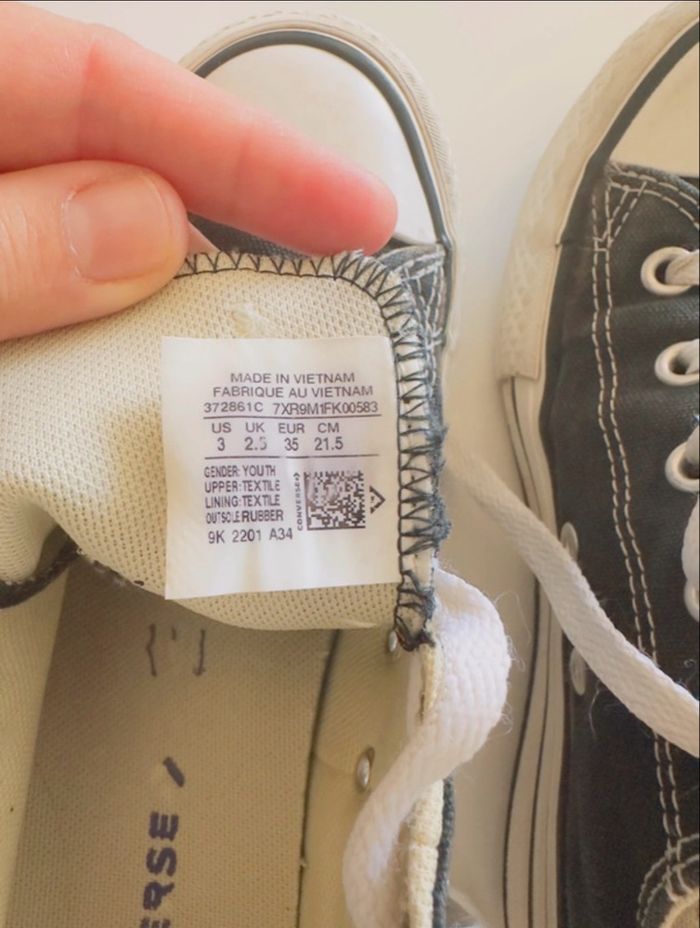 MADE IN VIETNAM
FABRIQUE AU VIETNAM
372861C 7XR9M1FK00583
US UK EUR CM
3 2.5 35 21.5
GENDER: YOUTH
UPPER: TEXTILE
LINING: TEXTILE
OUTSOLE RUBBER
CONVERSE
9K 2201 A34
ERSE